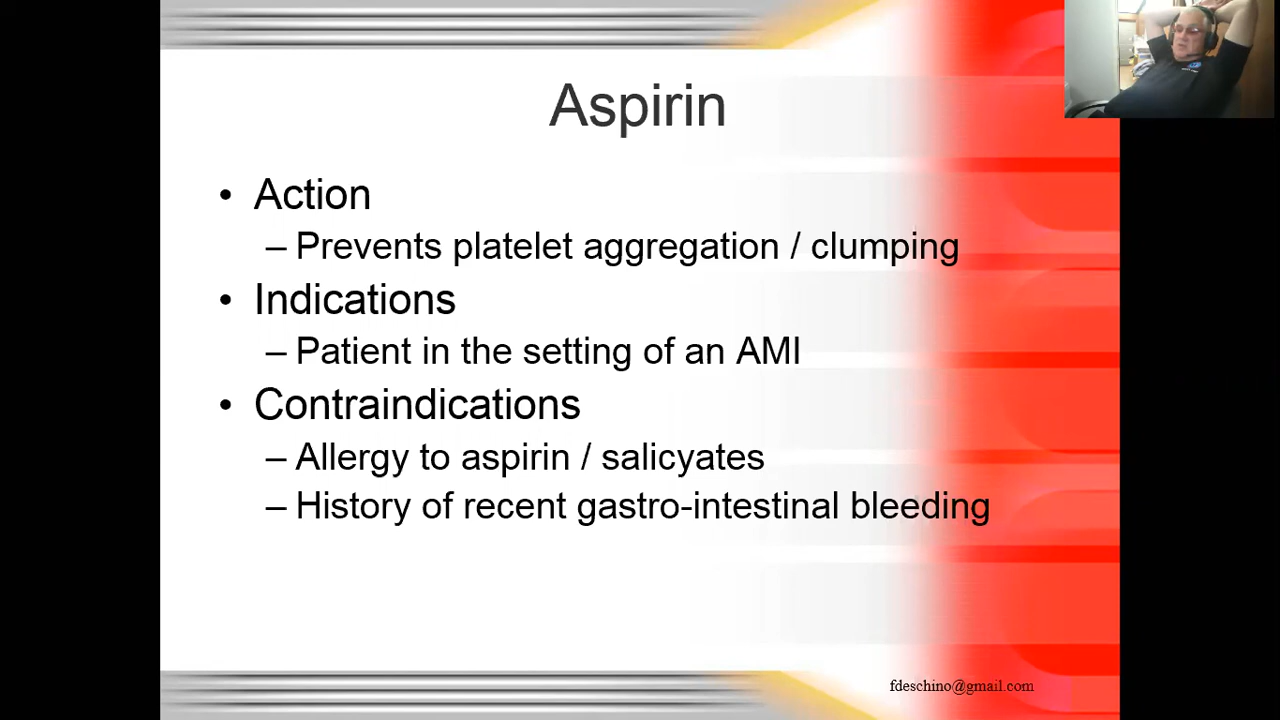 Aspirin
• Action
– Prevents platelet aggregation / clumping
• Indications
– Patient in the setting of an AMI
• Contraindications
– Allergy to aspirin / salicyates
– History of recent gastro-intestinal bleeding
fdeschino@gmail.com